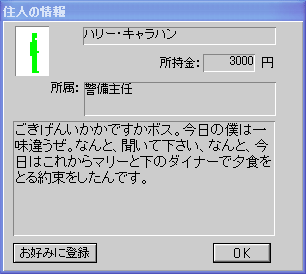 住人の情報
ハリー・キャラハン
所持金: 3000 円
所属: 警備主任
ごきげんいかかですかボス。今日の僕は一
味違うぜ。なんと、聞いて下さい、なんと、今
日はこれからマリーと下のダイナーで夕食を
とる約束をしたんです。
お好みに登録
OK